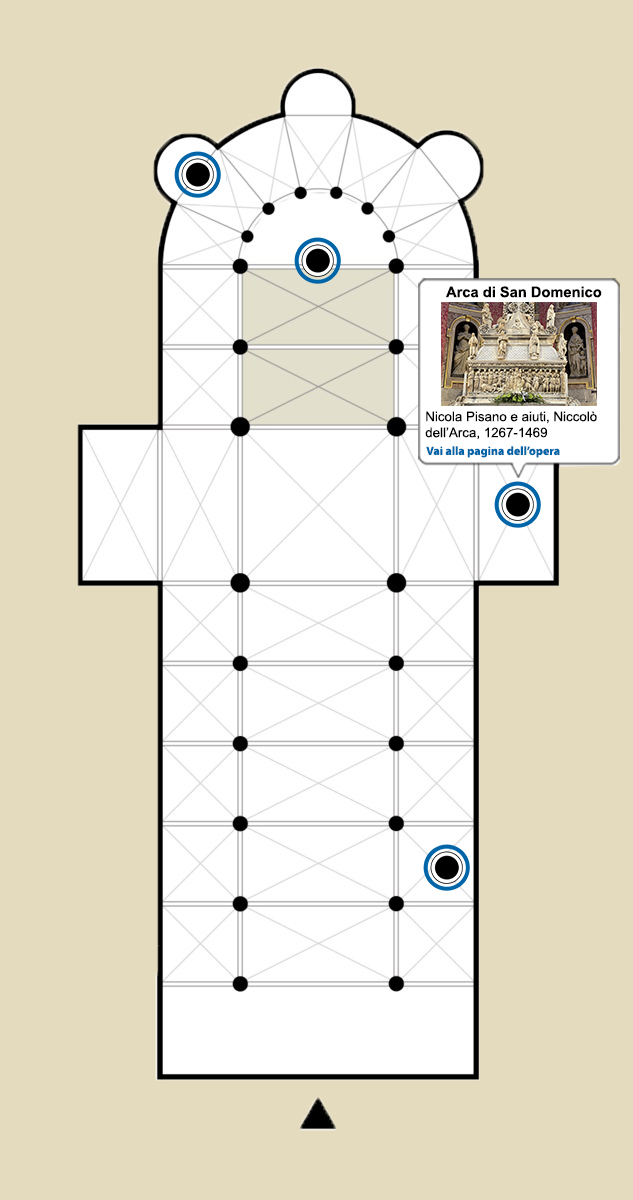 Arca di San Domenico
Nicola Pisano e aiuti, Niccolò
dell'Arca, 1267-1469
Vai alla pagina dell'opera